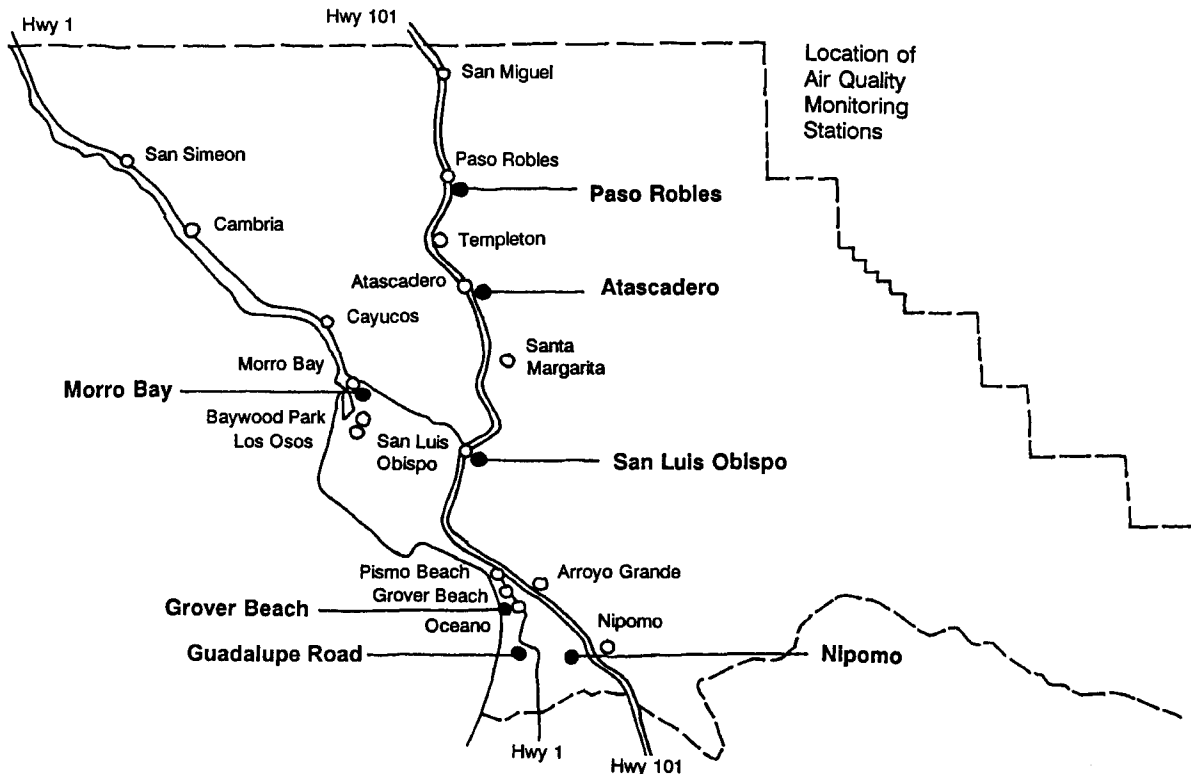 Hwy 1
Hwy 101
Location of
Air Quality
Monitoring
Stations
San Miguel
San Simeon
Paso Robles
Paso Robles
Cambria
Templeton
Atascadero
Atascadero
Cayucos
Santa
Margarita
Morro Bay
Morro Bay
Baywood Park
Los Osos
San Luis
Obispo
San Luis Obispo
Pismo Beach
Arroyo Grande
Grover Beach
Grover Beach
Oceano
Nipomo
Guadalupe Road
Nipomo
Hwy 1
Hwy 101